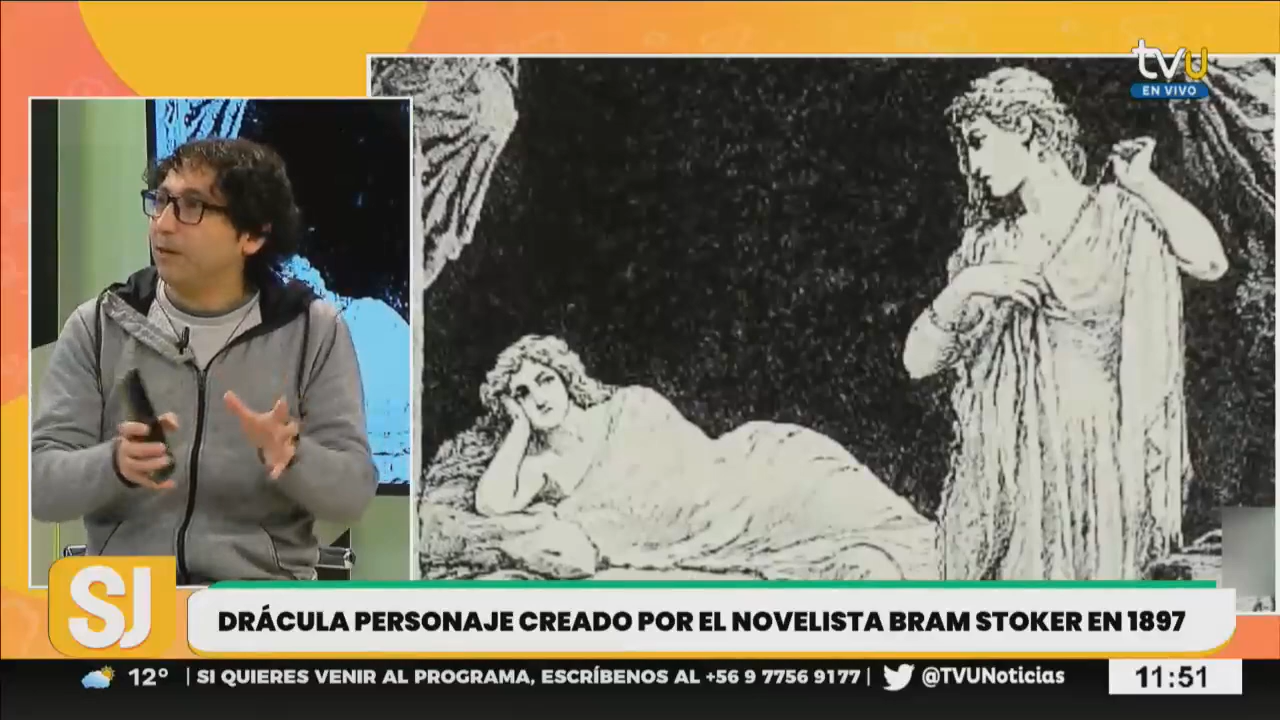 tvu
EN VIVO
SJ
DRÁCULA PERSONAJE CREADO POR EL NOVELISTA BRAM STOKER EN 1897
12° | SI QUIERES VENIR AL PROGRAMA, ESCRÍBENOS AL +56 9 7756 9177 | @TVUNoticias 11:51